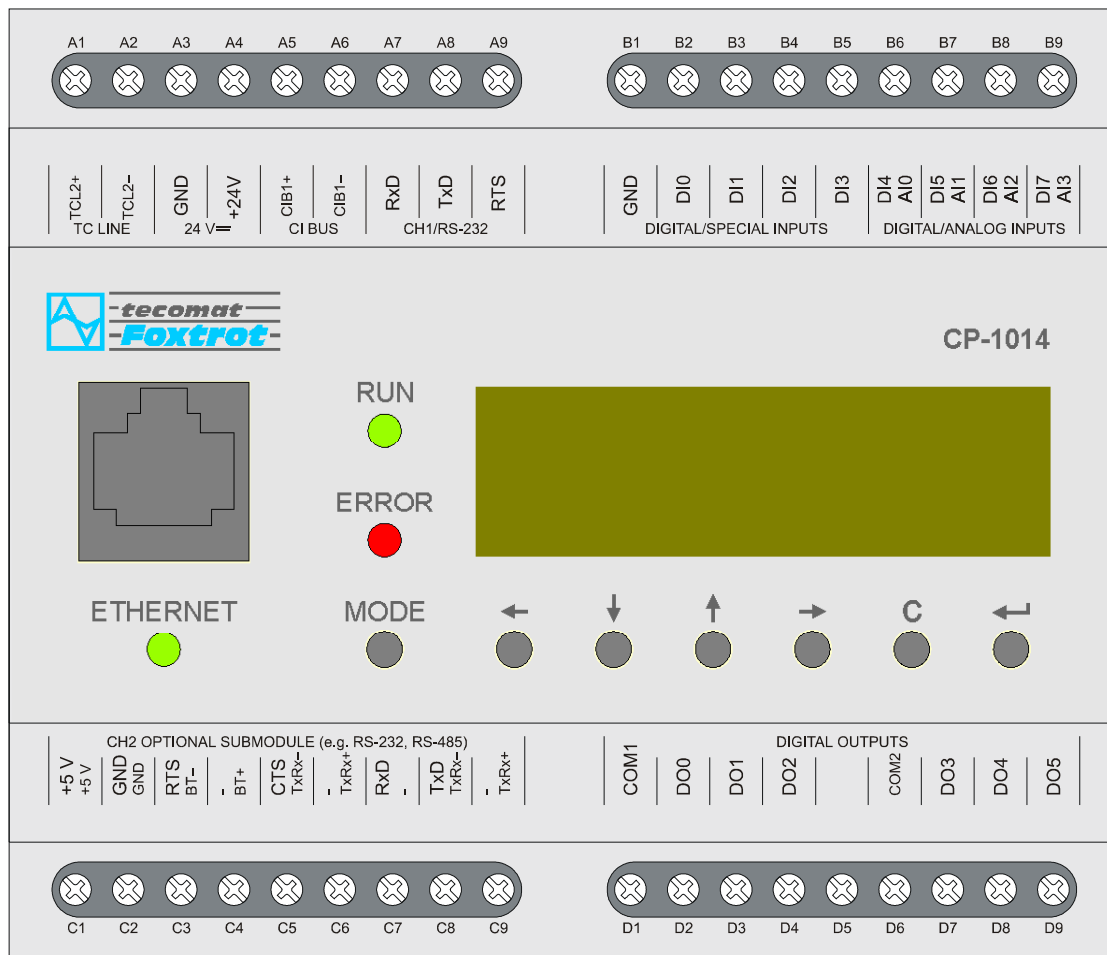 A1 A2 A3 A4 A5 A6 A7 A8 A9 B1 B2 B3 B4 B5 B6 B7 B8 B9
TCL2+ TCL2– GND +24V CIB1+ CIB1– RxD TxD RTS GND DI0 DI1 DI2 DI3 DI4 AI0 DI5 AI1 DI6 AI2 DI7 AI3
TC LINE 24 V⎓ CI BUS CH1/RS-232 DIGITAL/SPECIAL INPUTS DIGITAL/ANALOG INPUTS
tecomat
Foxtrot
CP-1014
RUN
ERROR
ETHERNET MODE ← ↓ ↑ → C ↵
CH2 OPTIONAL SUBMODULE (e.g. RS-232, RS-485) DIGITAL OUTPUTS
+5 V +5 V GND GND RTS BT– - BT+ CTS TxRx– - TxRx+ RxD - TxD TxRx– - TxRx+ COM1 DO0 DO1 DO2 COM2 DO3 DO4 DO5
C1 C2 C3 C4 C5 C6 C7 C8 C9 D1 D2 D3 D4 D5 D6 D7 D8 D9